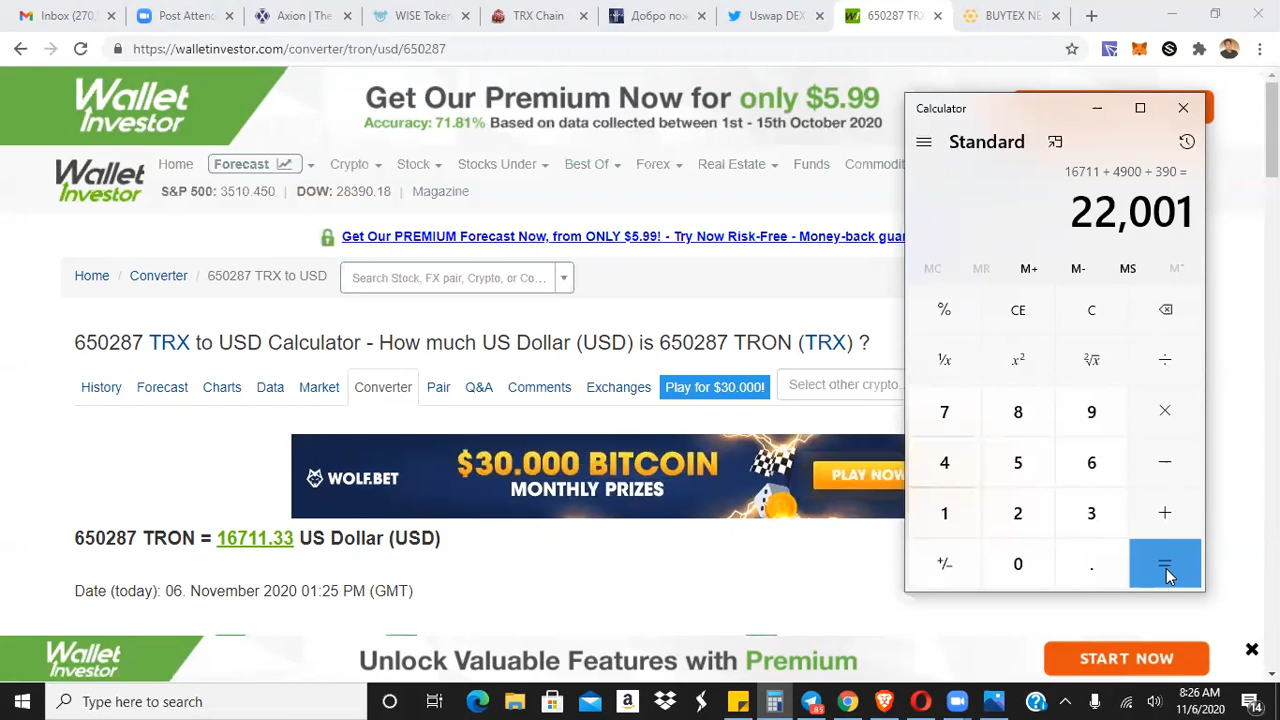 Inbox (270,
Post Atten
Axion | The
WISE Token
TRX Chain
Добро пож
Uswap DEX
650287 TRX
BUYTEX NE
https://walletinvestor.com/converter/tron/usd/650287
Wallet
Investor
Get Our Premium Now for only $5.99
Accuracy: 71.81% Based on data collected between 1st - 15th October 2020
Wallet
Investor
Home
Forecast
Crypto
Stock
Stocks Under
Best Of
Forex
Real Estate
Funds
Commodit
S&P 500: 3510.450
DOW: 28390.18
Magazine
Get Our PREMIUM Forecast Now, from ONLY $5.99! - Try Now Risk-Free - Money-back guar
Home
Converter
650287 TRX to USD
Search Stock, FX pair, Crypto, or Co...
650287 TRX to USD Calculator - How much US Dollar (USD) is 650287 TRON (TRX) ?
History
Forecast
Charts
Data
Market
Converter
Pair
Q&A
Comments
Exchanges
Play for $30.000!
Select other crypto..
WOLF.BET
$30.000 BITCOIN
MONTHLY PRIZES
PLAY NOW
650287 TRON = 16711.33 US Dollar (USD)
Date (today): 06. November 2020 01:25 PM (GMT)
Calculator
Standard
16711 + 4900 + 390 =
22,001
MC
MR
M+
M-
MS
M˅
%
CE
C
⅟x
x²
²√x
÷
7
8
9
×
4
5
6
−
1
2
3
+
+/−
0
.
=
Wallet
Investor
Unlock Valuable Features with Premium
START NOW
Type here to search
85
8:26 AM
11/6/2020
14